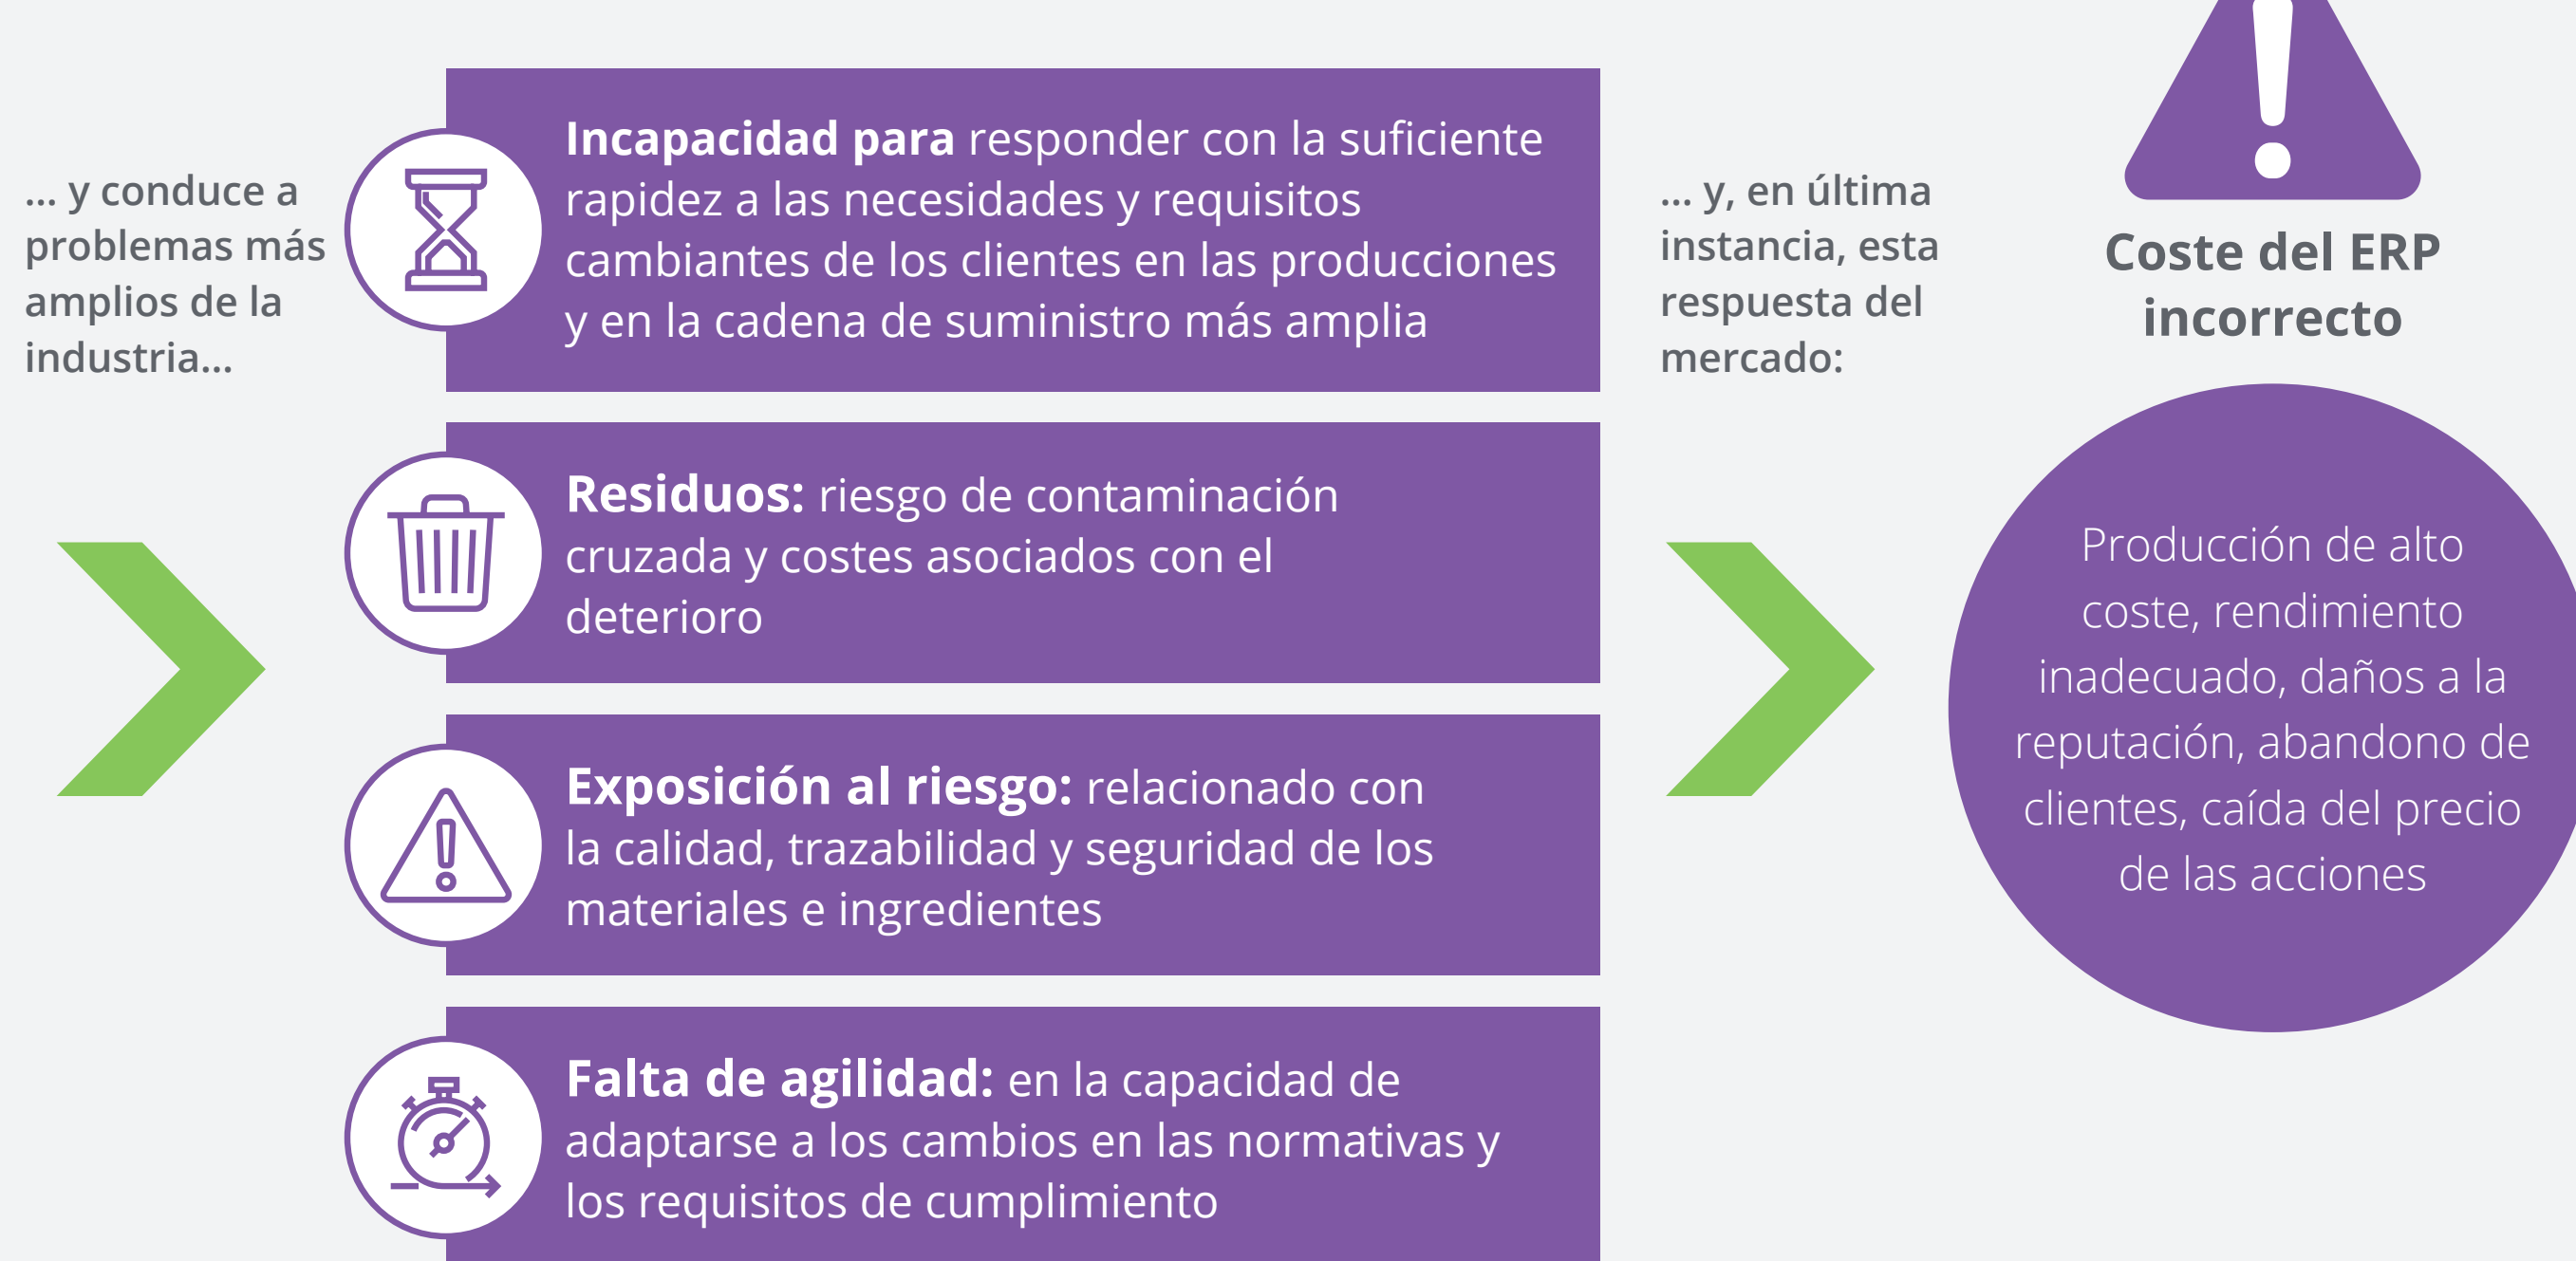 ... y conduce a
problemas más
amplios de la
industria...
Incapacidad para responder con la suficiente
rapidez a las necesidades y requisitos
cambiantes de los clientes en las producciones
y en la cadena de suministro más amplia
Residuos: riesgo de contaminación
cruzada y costes asociados con el
deterioro
Exposición al riesgo: relacionado con
la calidad, trazabilidad y seguridad de los
materiales e ingredientes
Falta de agilidad: en la capacidad de
adaptarse a los cambios en las normativas y
los requisitos de cumplimiento
... y, en última
instancia, esta
respuesta del
mercado:
Coste del ERP
incorrecto
Producción de alto
coste, rendimiento
inadecuado, daños a la
reputación, abandono de
clientes, caída del precio
de las acciones